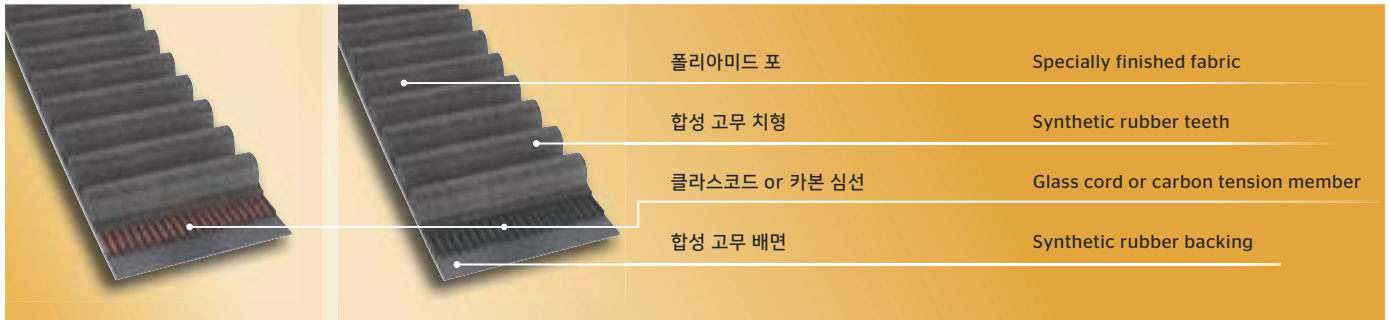 폴리아미드 포 Specially finished fabric
합성 고무 치형 Synthetic rubber teeth
클라스코드 or 카본 심선 Glass cord or carbon tension member
합성 고무 배면 Synthetic rubber backing